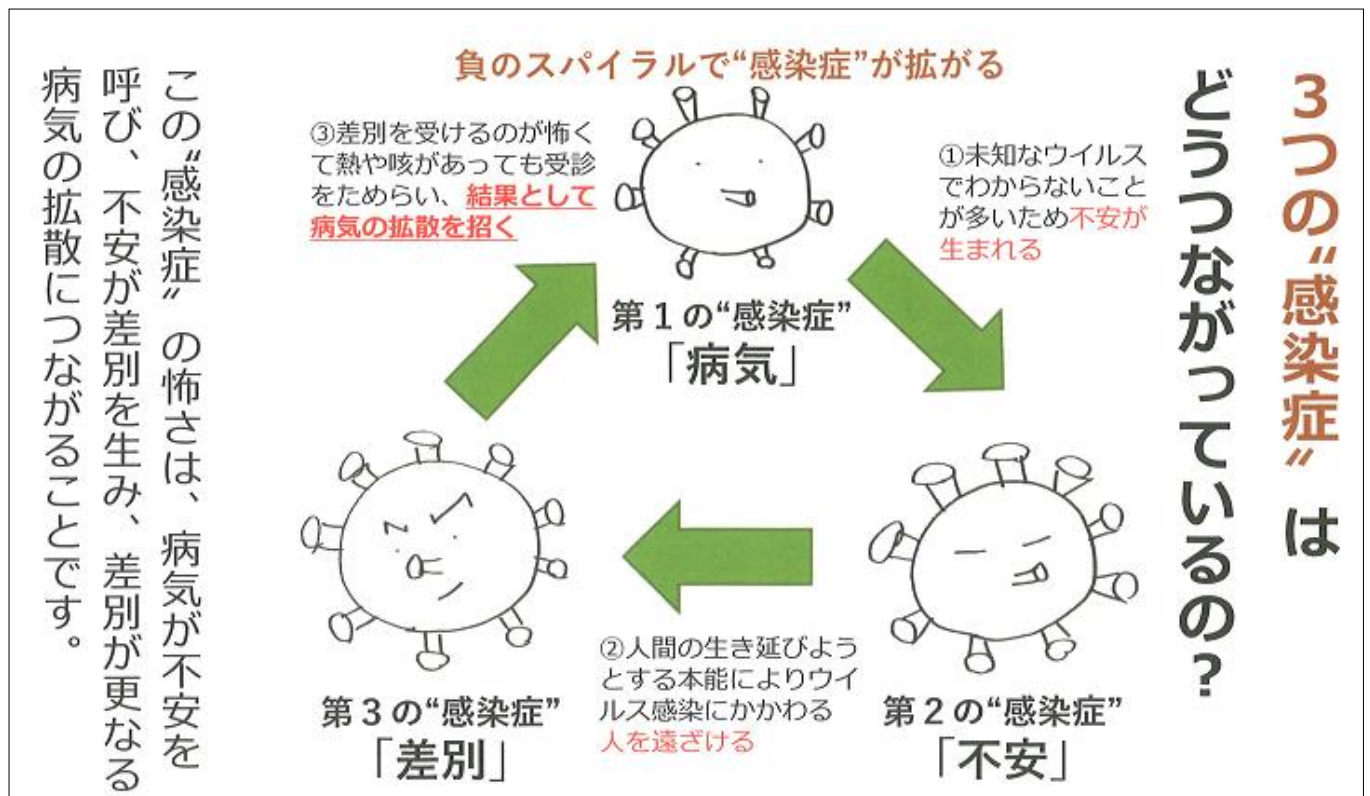 3つの“感染症”は
どうつながっているの?
負のスパイラルで“感染症”が拡がる
①未知なウイルス
でわからないこと
が多いため不安が
生まれる
第1の“感染症”
「病気」
②人間の生き延びよう
とする本能によりウイ
ルス感染にかかわる
人を遠ざける
第2の“感染症”
「不安」
③差別を受けるのが怖く
て熱や咳があっても受診
をためらい、結果として
病気の拡散を招く
第3の“感染症”
「差別」
この“感染症”の怖さは、病気が不安を
呼び、不安が差別を生み、差別が更なる
病気の拡散につながることです。